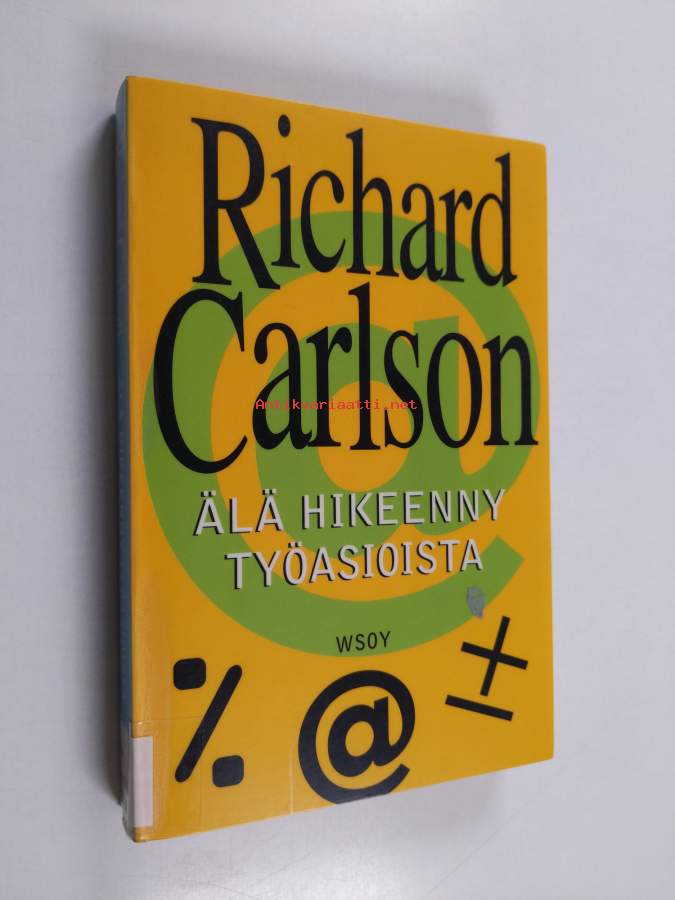 Richard
Carlson
Antikvariaatti.net
ÄLÄ HIKEENNY
TYÖASIOISTA
WSOY
% @ ±